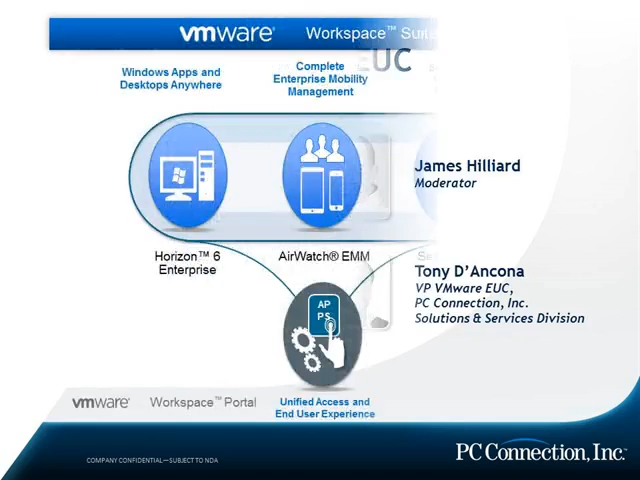 vmware® Workspace™ Suite
EUC
Windows Apps and
Desktops Anywhere
Complete
Enterprise Mobility
Management
James Hilliard
Moderator
Horizon™ 6
Enterprise
AirWatch® EMM
Tony D'Ancona
VP VMware EUC,
PC Connection, Inc.
Solutions & Services Division
AP
PS
vmware® Workspace™ Portal
Unified Access and
End User Experience
COMPANY CONFIDENTIAL—SUBJECT TO NDA
PC Connection, Inc.